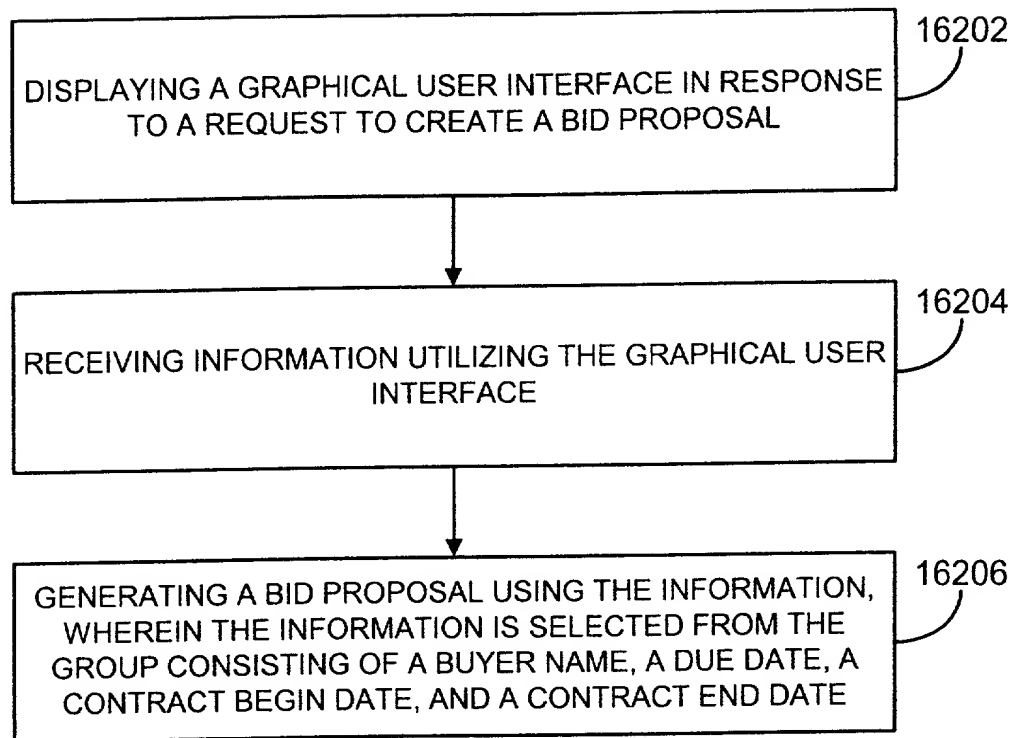 16202
DISPLAYING A GRAPHICAL USER INTERFACE IN RESPONSE
TO A REQUEST TO CREATE A BID PROPOSAL
16204
RECEIVING INFORMATION UTILIZING THE GRAPHICAL USER
INTERFACE
16206
GENERATING A BID PROPOSAL USING THE INFORMATION,
WHEREIN THE INFORMATION IS SELECTED FROM THE
GROUP CONSISTING OF A BUYER NAME, A DUE DATE, A
CONTRACT BEGIN DATE, AND A CONTRACT END DATE